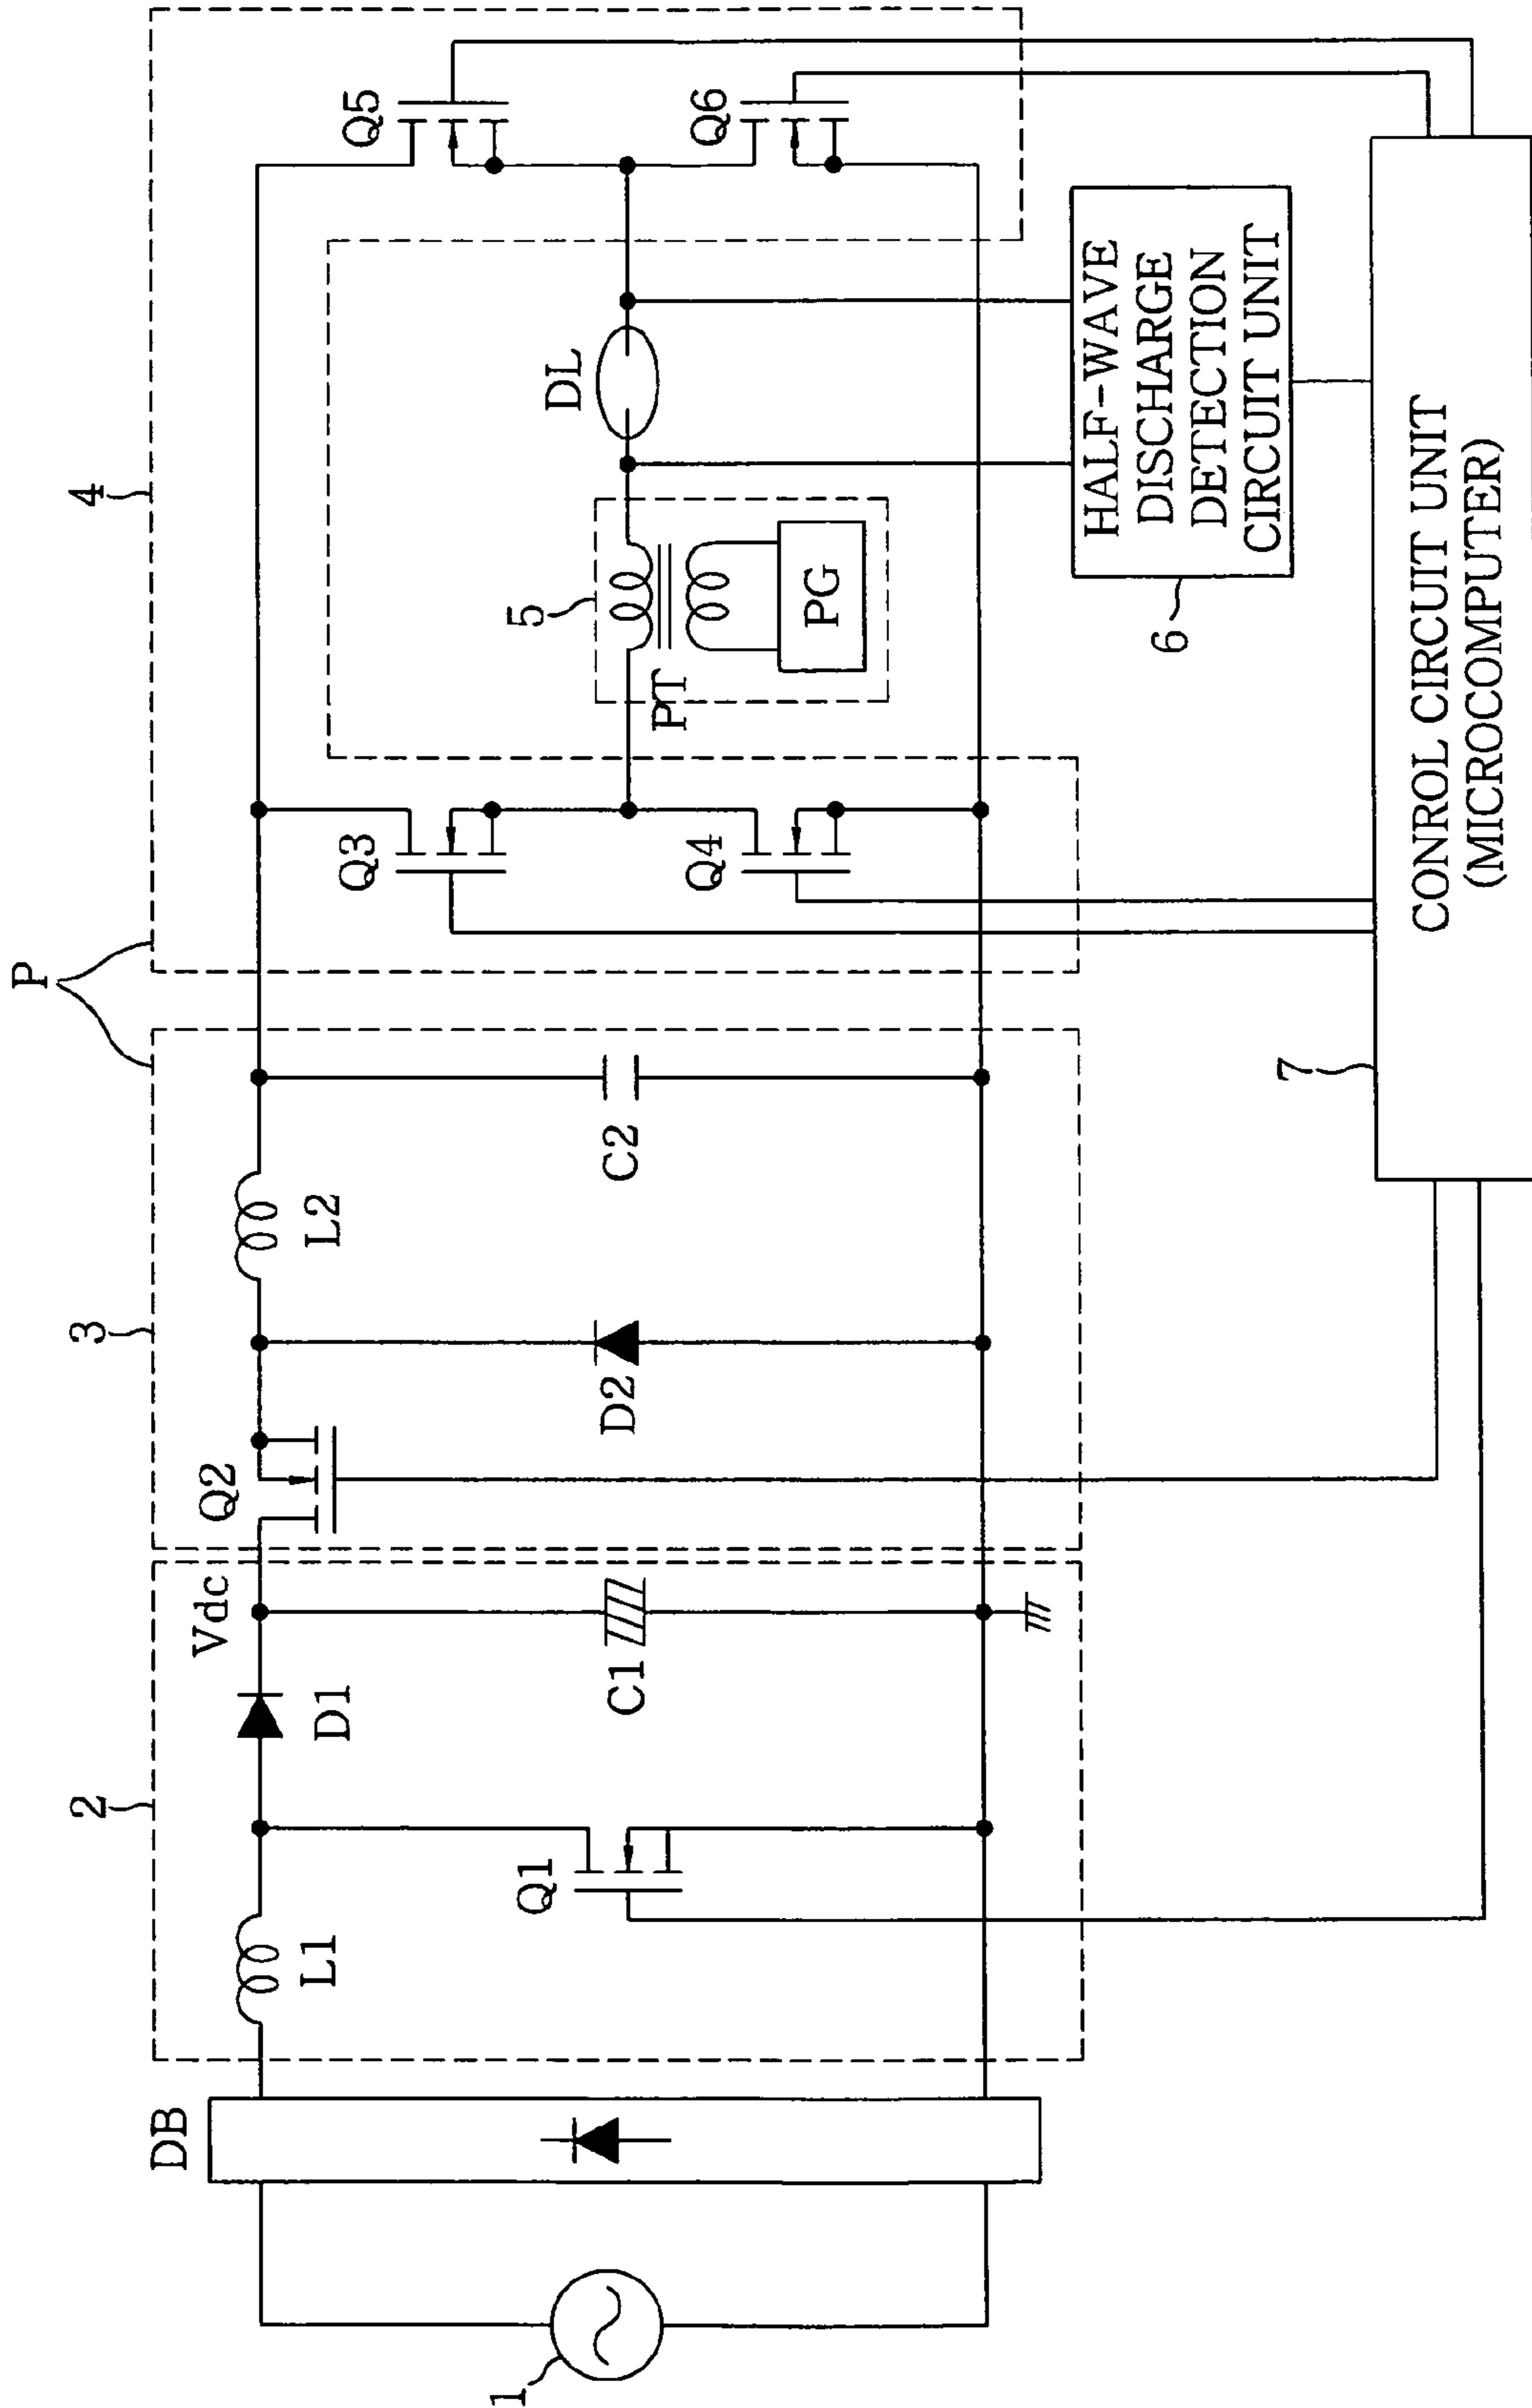 P
2
3
4
DB
L1
D1
Vdc
Q2
L2
Q3
Q5
Q1
C1
D2
C2
Q4
PT
5
PG
DL
Q6
1
6
HALF-WAVE
DISCHARGE
DETECTION
CIRCUIT UNIT
7
CONROL CIRCUIT UNIT
(MICROCOMPUTER)